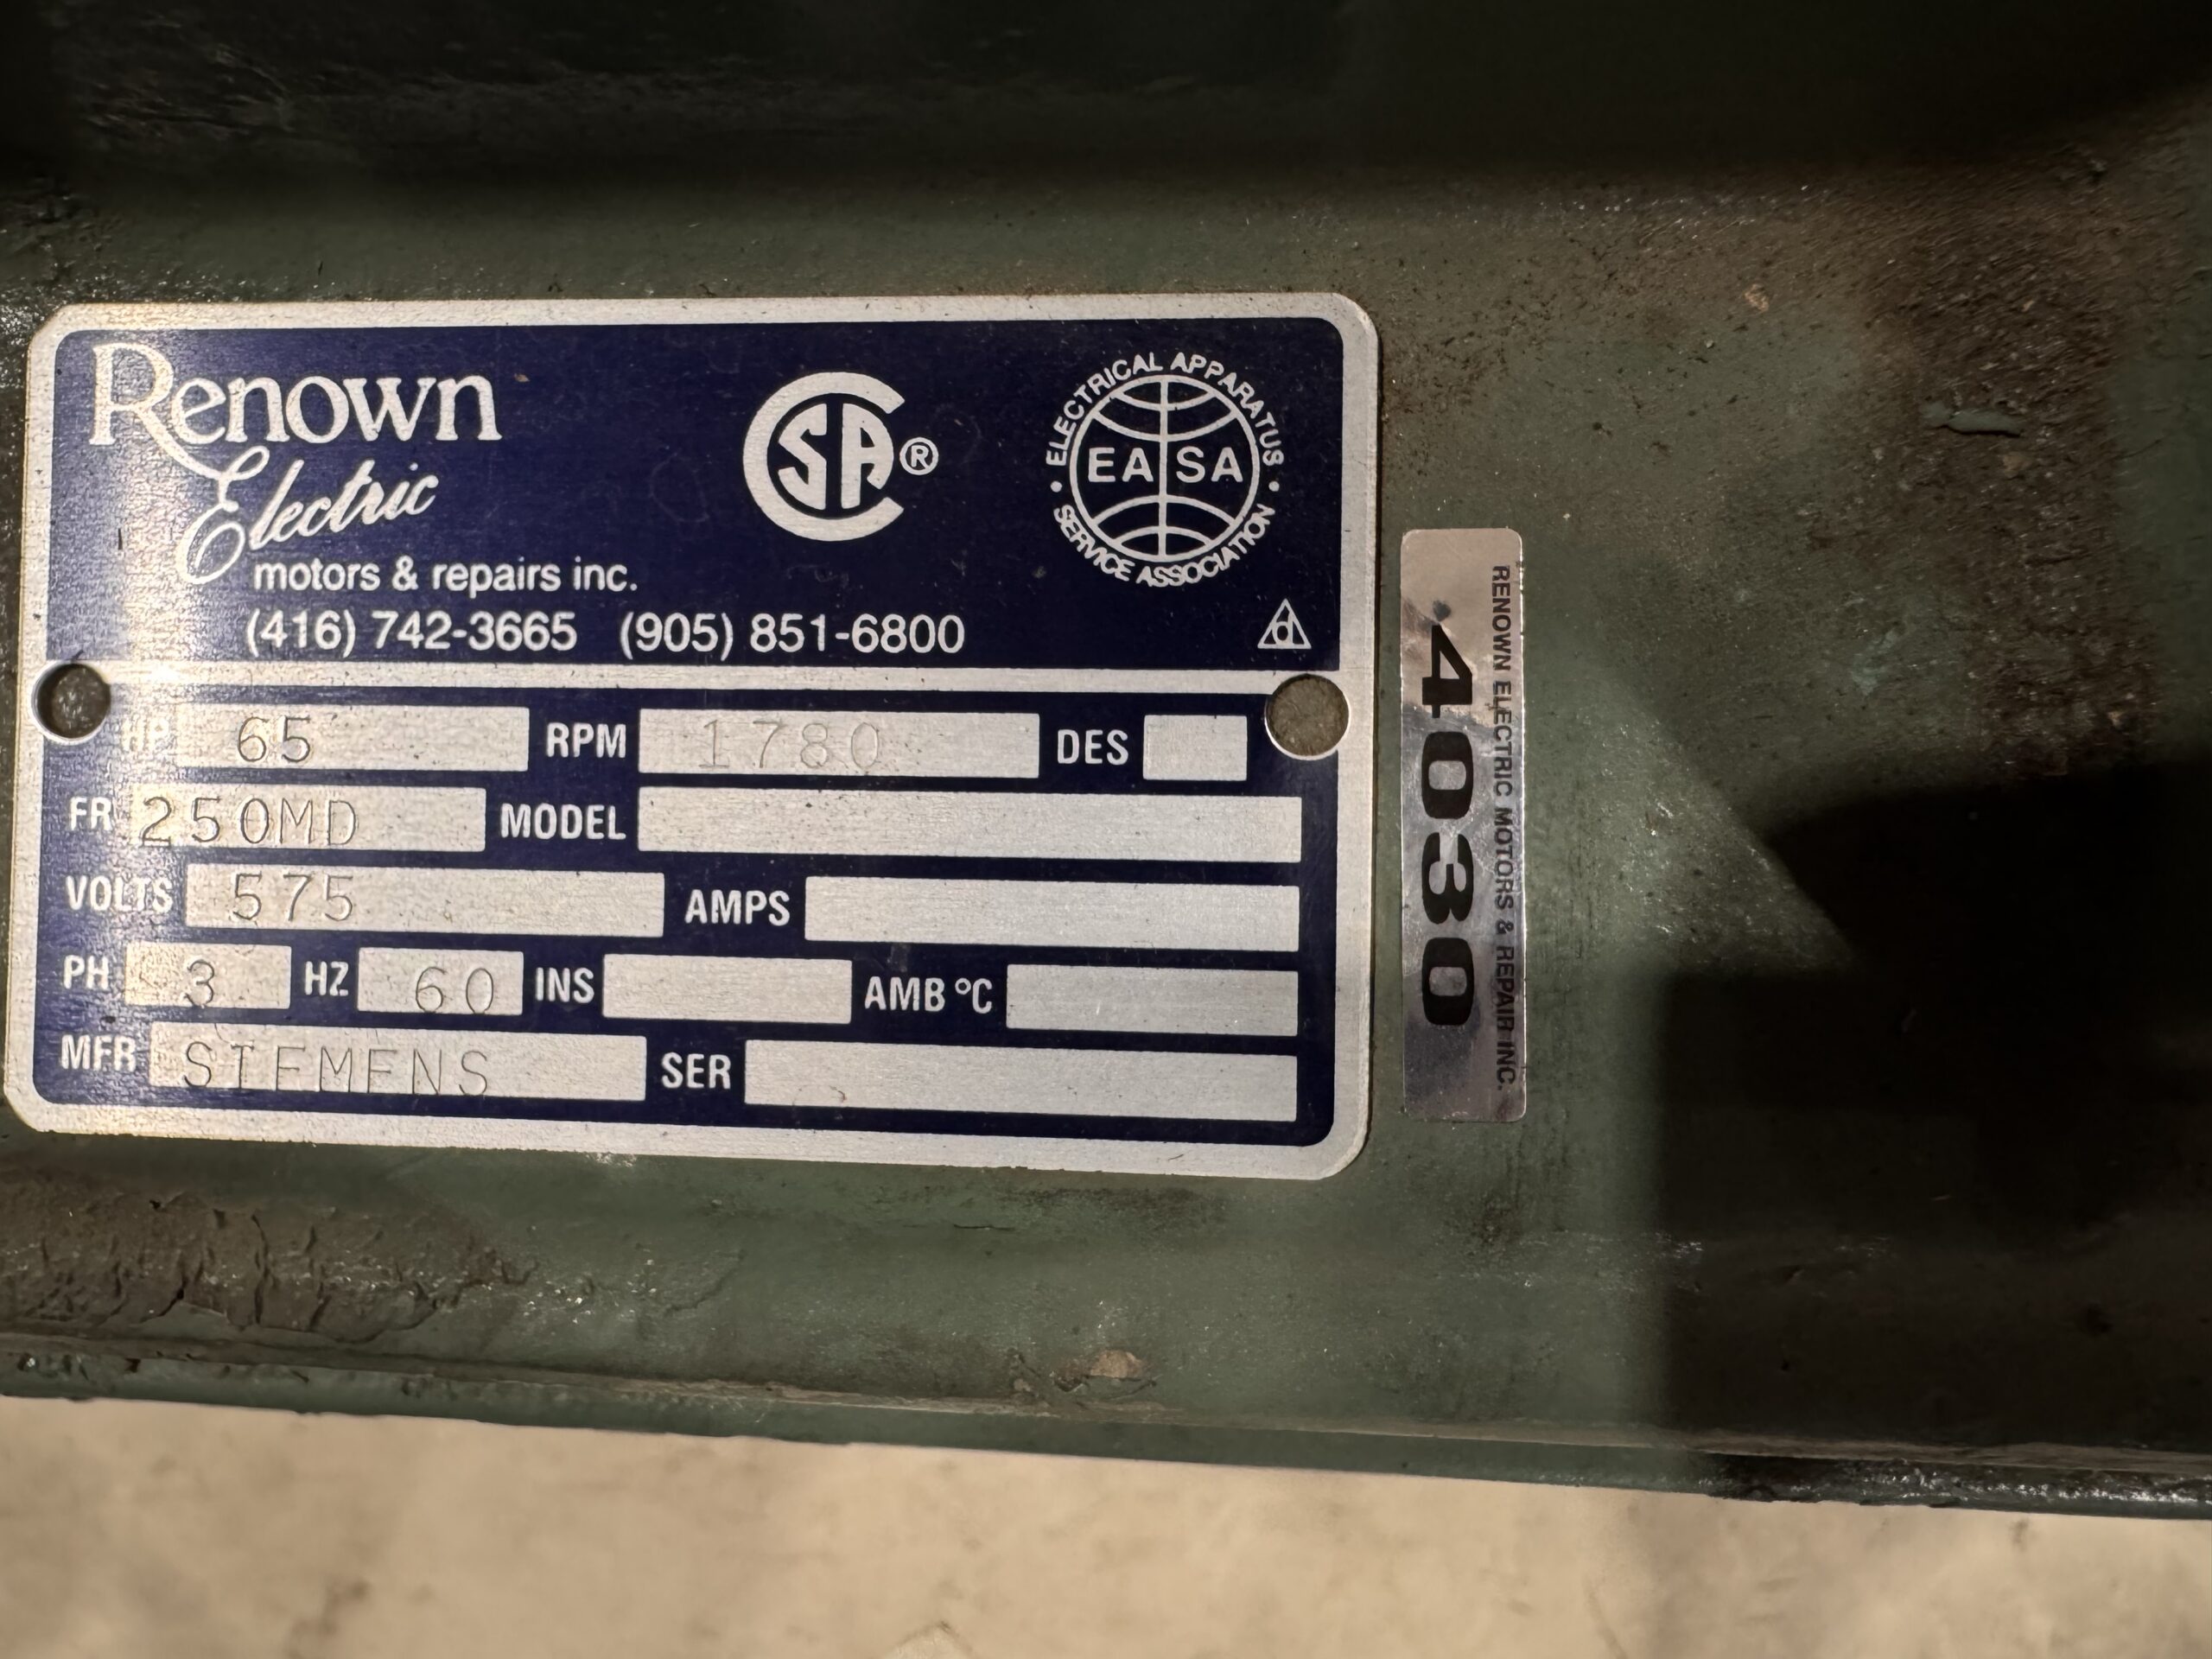 Renown
Electric
motors & repairs inc.
(416) 742-3665 (905) 851-6800
CSA ®
• ELECTRICAL APPARATUS •
EASA
SERVICE ASSOCIATION
d
HP 65 RPM 1780 DES
FR 250MD MODEL
VOLTS 575 AMPS
PH 3 HZ 60 INS AMB °C
MFR SIEMENS SER
RENOWN ELECTRIC MOTORS & REPAIR INC.
4030